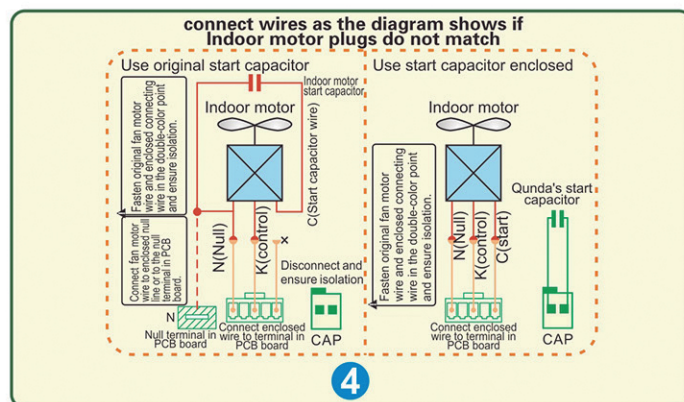 connect wires as the diagram shows if
Indoor motor plugs do not match
Use original start capacitor
Indoor motor
start capacitor
Indoor motor
Fasten original fan motor
wire and enclosed connecting
wire in the double-color point
and ensure isolation.
Connect fan motor
wire to enclosed null
line or to the null
terminal in PCB
board.
N(Null)
K(control)
C(Start capacitor wire)
×
Disconnect and
ensure isolation
N
Null terminal in
PCB board
Connect enclosed
wire to terminal in
PCB board
CAP
Use start capacitor enclosed
Indoor motor
Fasten original fan motor
wire and enclosed connecting
wire in the double-color point
and ensure isolation.
N(Null)
K(control)
C(start)
Qunda's start
capacitor
Connect enclosed
wire to terminal in
PCB board
CAP
4